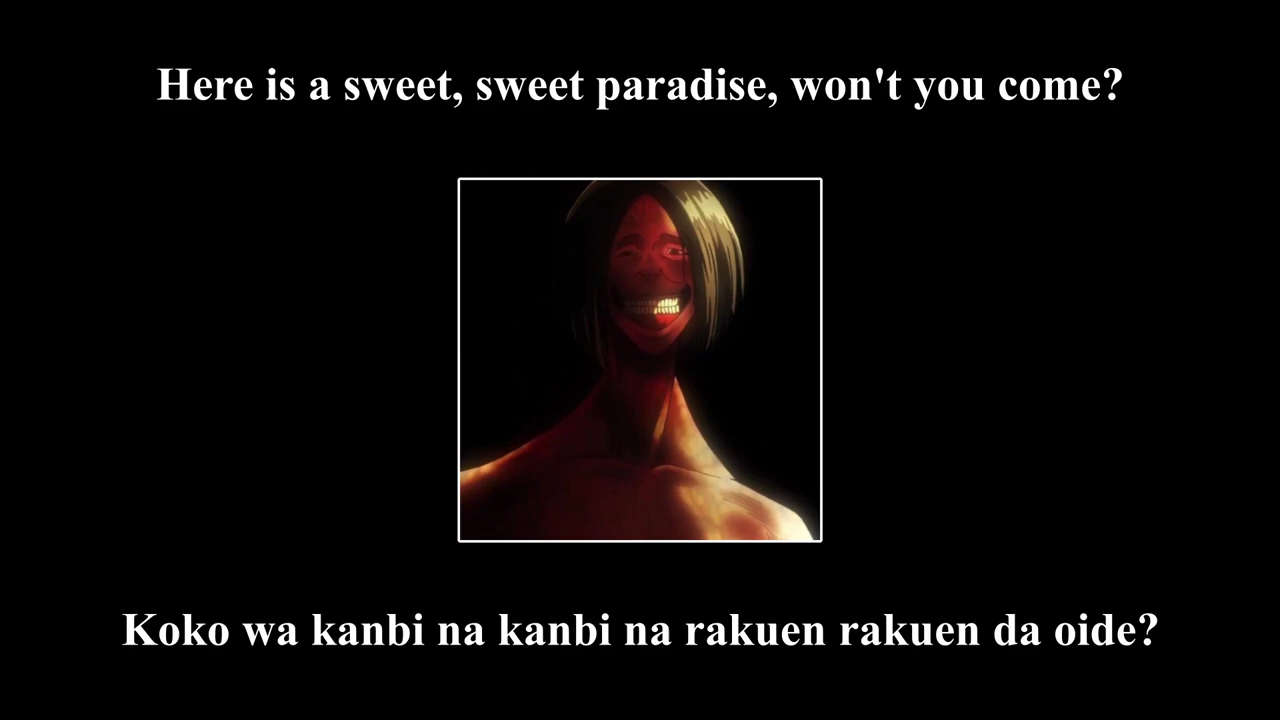 Here is a sweet, sweet paradise, won't you come?
Koko wa kanbi na kanbi na rakuen rakuen da oide?